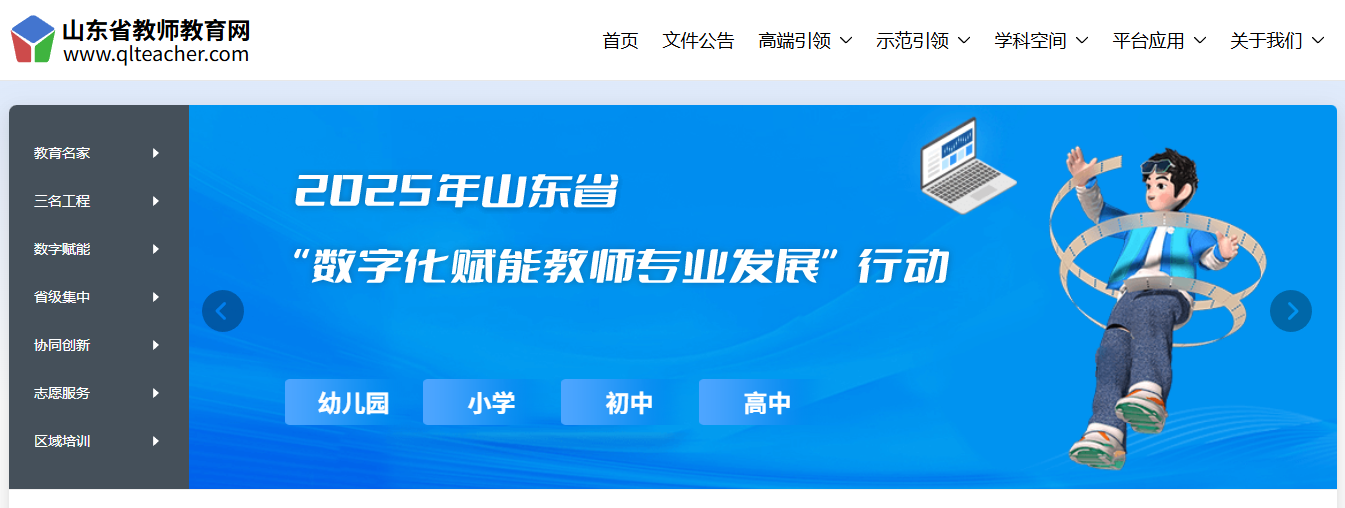 山东省教师教育网
www.qlteacher.com
首页 文件公告 高端引领 示范引领 学科空间 平台应用 关于我们
教育名家
三名工程
数字赋能
省级集中
协同创新
志愿服务
区域培训
2025年山东省
“数字化赋能教师专业发展”行动
幼儿园 小学 初中 高中